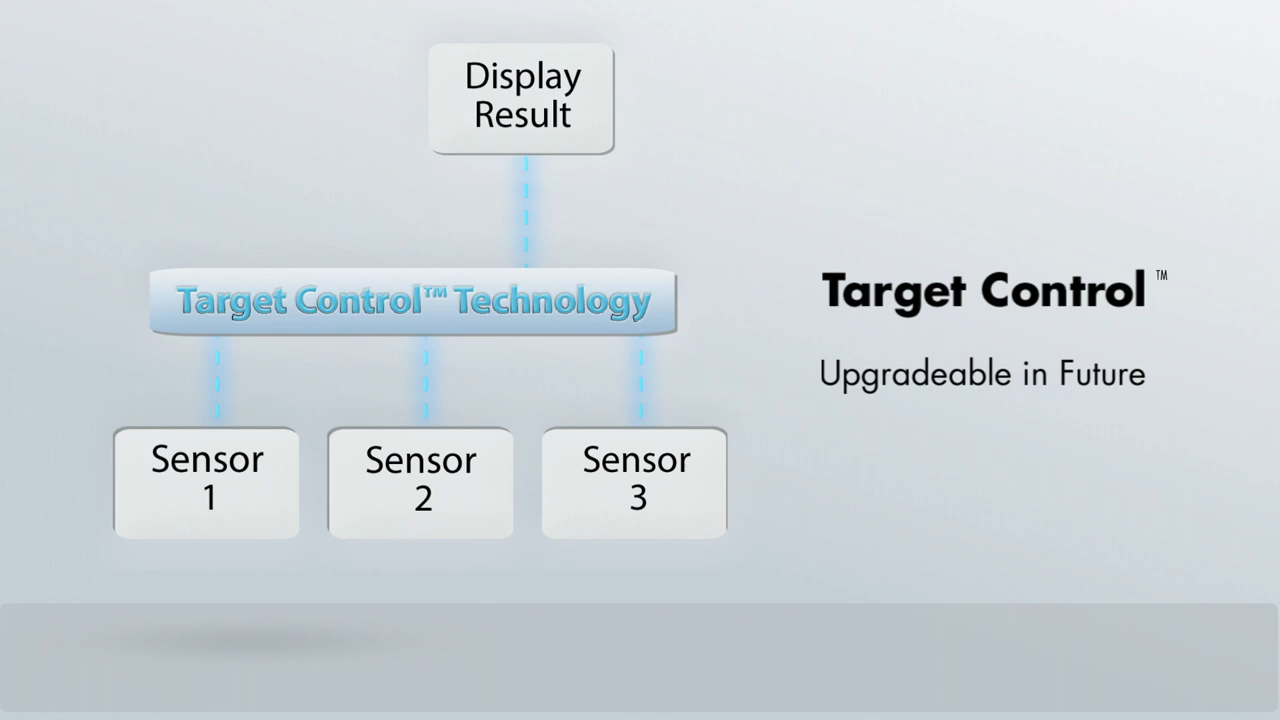 Display
Result
Target Control™ Technology
Sensor
1
Sensor
2
Sensor
3
Target Control™
Upgradeable in Future